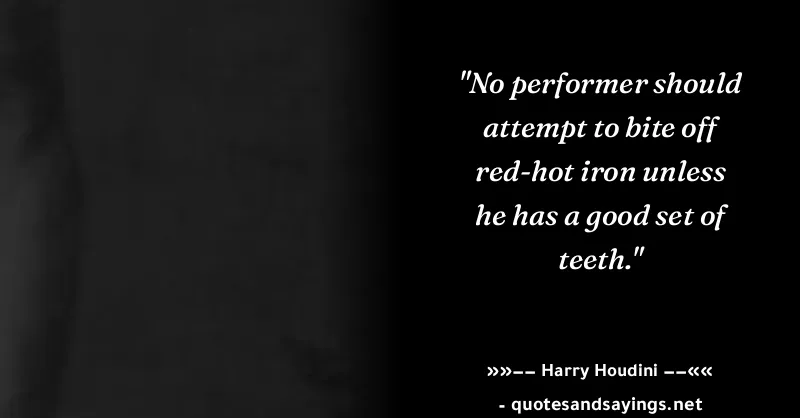 "No performer should
attempt to bite off
red-hot iron unless
he has a good set of
teeth."
»»–– Harry Houdini ––««
- quotesandsayings.net